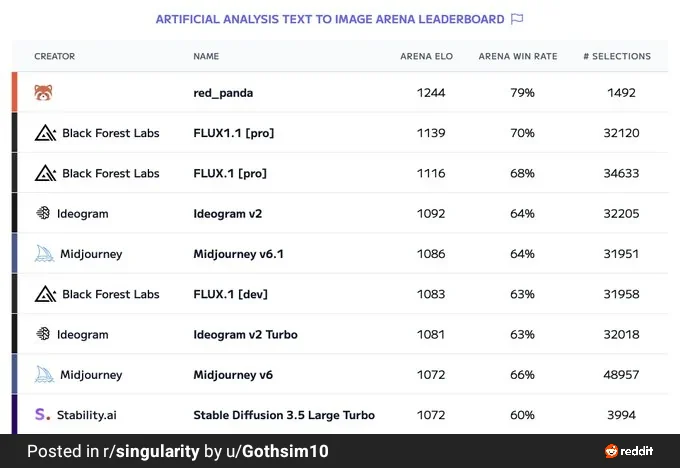 ARTIFICIAL ANALYSIS TEXT TO IMAGE ARENA LEADERBOARD
CREATOR NAME ARENA ELO ARENA WIN RATE # SELECTIONS
red_panda 1244 79% 1492
Black Forest Labs FLUX1.1 [pro] 1139 70% 32120
Black Forest Labs FLUX.1 [pro] 1116 68% 34633
Ideogram Ideogram v2 1092 64% 32205
Midjourney Midjourney v6.1 1086 64% 31951
Black Forest Labs FLUX.1 [dev] 1083 63% 31958
Ideogram Ideogram v2 Turbo 1081 63% 32018
Midjourney Midjourney v6 1072 66% 48957
S. Stability.ai Stable Diffusion 3.5 Large Turbo 1072 60% 3994
Posted in r/singularity by u/Gothsim10 reddit